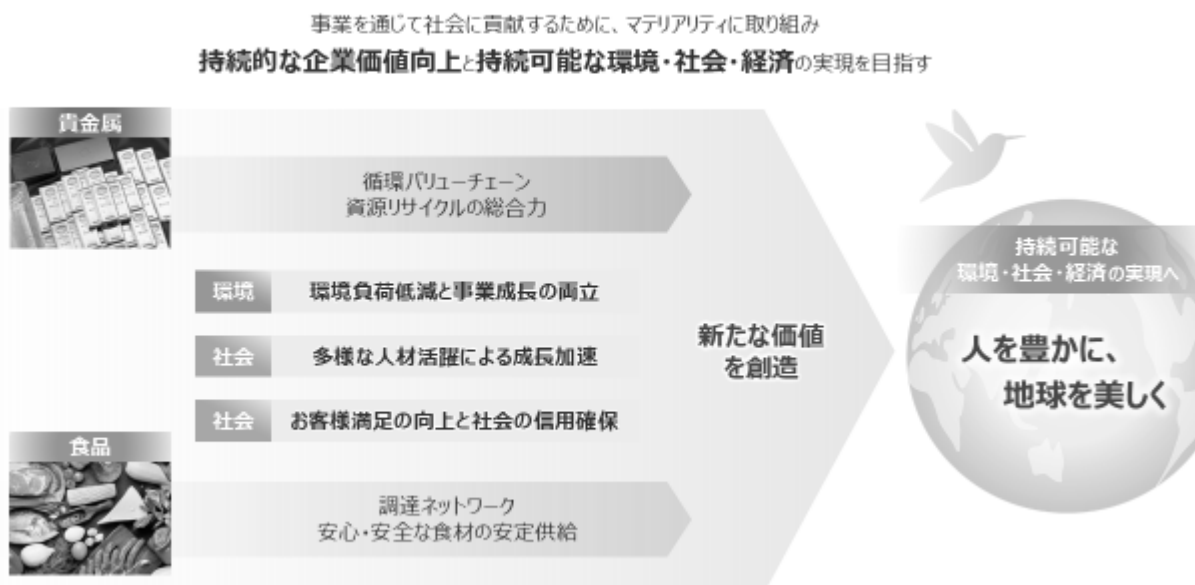 事業を通じて社会に貢献するために、マテリアリティに取り組み
持続的な企業価値向上と持続可能な環境・社会・経済の実現を目指す
貴金属
循環バリューチェーン
資源リサイクルの総合力
環境 環境負荷低減と事業成長の両立
社会 多様な人材活躍による成長加速
社会 お客様満足の向上と社会の信用確保
食品
調達ネットワーク
安心・安全な食材の安定供給
新たな価値
を創造
持続可能な
環境・社会・経済の実現へ
人を豊かに、
地球を美しく